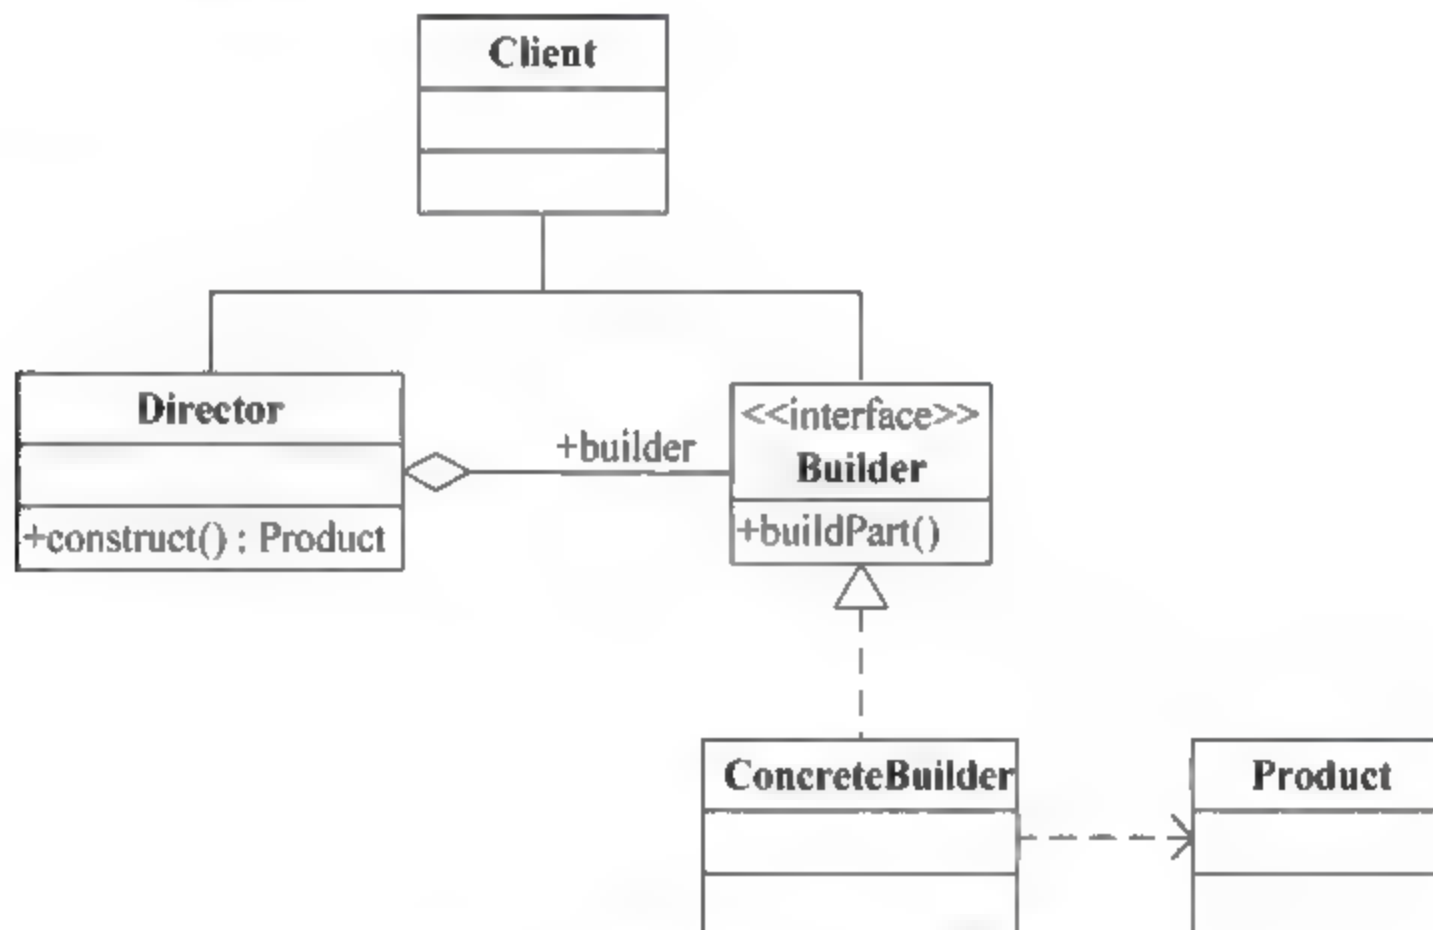 Client
Director
+construct() : Product
+builder
<<interface>>
Builder
+buildPart()
ConcreteBuilder
Product